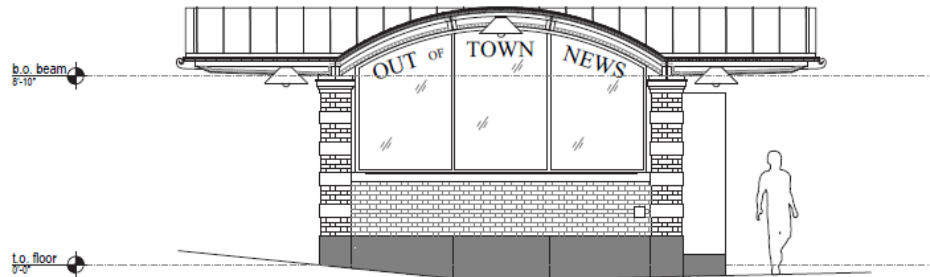 OUT OF TOWN NEWS
b.o. beam
8'-10"
t.o. floor
0'-0"